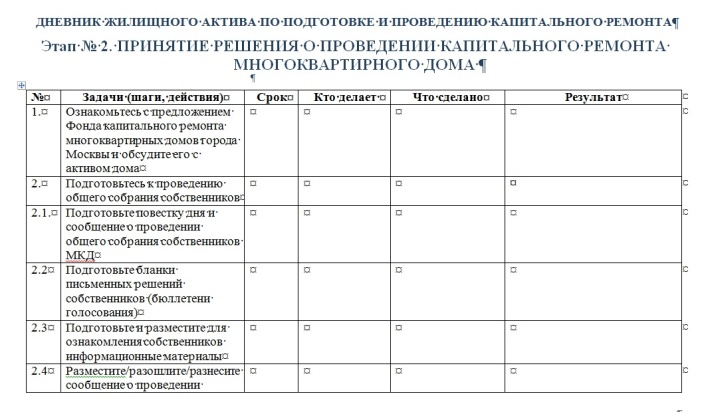 ДНЕВНИК ЖИЛИЩНОГО АКТИВА ПО ПОДГОТОВКЕ И ПРОВЕДЕНИЮ КАПИТАЛЬНОГО РЕМОНТА
Этап № 2. ПРИНЯТИЕ РЕШЕНИЯ О ПРОВЕДЕНИИ КАПИТАЛЬНОГО РЕМОНТА
МНОГОКВАРТИРНОГО ДОМА
№ Задачи (шаги, действия) Срок Кто делает Что сделано Результат
1. Ознакомьтесь с предложением
Фонда капитального ремонта
многоквартирных домов города
Москвы и обсудите его с
активом дома
2. Подготовьтесь к проведению
общего собрания собственников
2.1. Подготовьте повестку дня и
сообщение о проведении
общего собрания собственников
МКД
2.2 Подготовьте бланки
письменных решений
собственников (бюллетени
голосования)
2.3 Подготовьте и разместите для
ознакомления собственников
информационные материалы
2.4 Разместите/разошлите/разнесите
сообщение о проведении